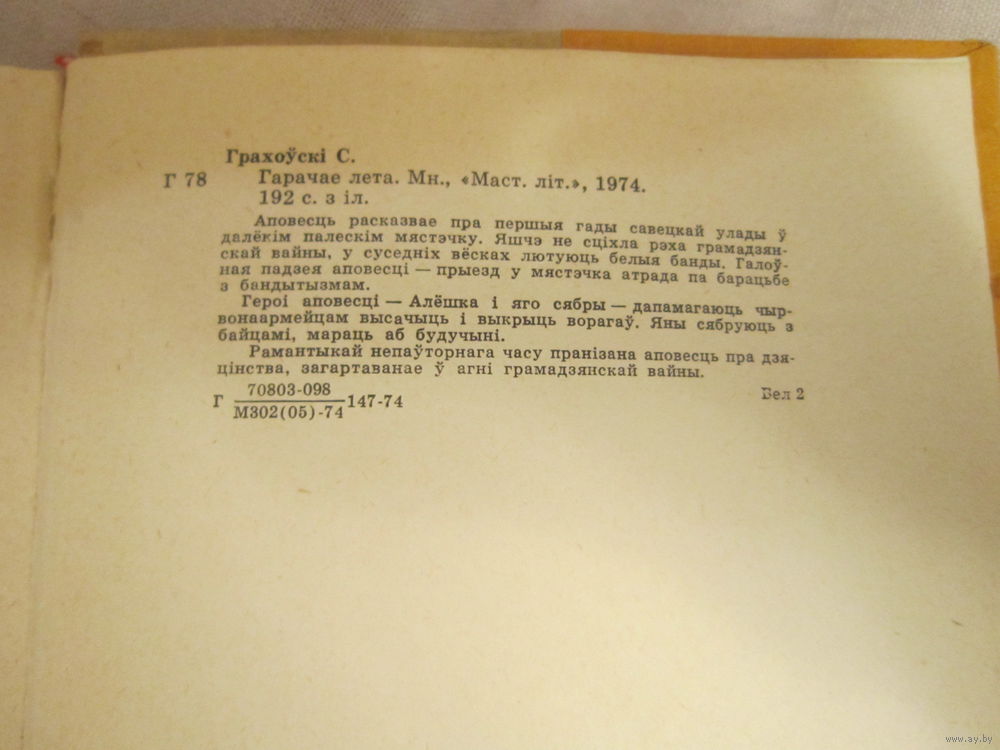 Грахоўскі С.
Г 78 Гарачае лета. Мн., «Маст. літ.», 1974.
192 с. з іл.
Аповесць расказвае пра першыя гады савецкай улады ў
далёкім палескім мястэчку. Яшчэ не сціхла рэха грамадзян-
скай вайны, у суседніх вёсках лютуюць белыя банды. Галоў-
ная падзея аповесці — прыезд у мястэчка атрада па барацьбе
з бандытызмам.
Героі аповесці — Алёшка і яго сябры — дапамагаюць чыр-
вонаармейцам высачыць і выкрыць ворагаў. Яны сябруюць з
байцамі, мараць аб будучыні.
Рамантыкай непаўторнага часу пранізана аповесць пра дзя-
цінства, загартаванае ў агні грамадзянскай вайны.
70803-098
Г 147-74
М302(05)-74
Бел 2
www.ay.by